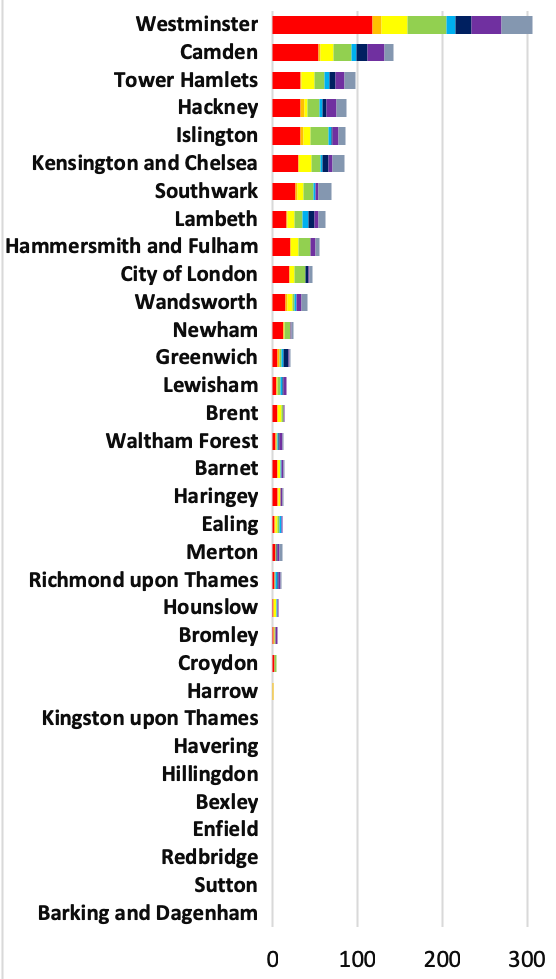 Westminster
Camden
Tower Hamlets
Hackney
Islington
Kensington and Chelsea
Southwark
Lambeth
Hammersmith and Fulham
City of London
Wandsworth
Newham
Greenwich
Lewisham
Brent
Waltham Forest
Barnet
Haringey
Ealing
Merton
Richmond upon Thames
Hounslow
Bromley
Croydon
Harrow
Kingston upon Thames
Havering
Hillingdon
Bexley
Enfield
Redbridge
Sutton
Barking and Dagenham
0 100 200 300